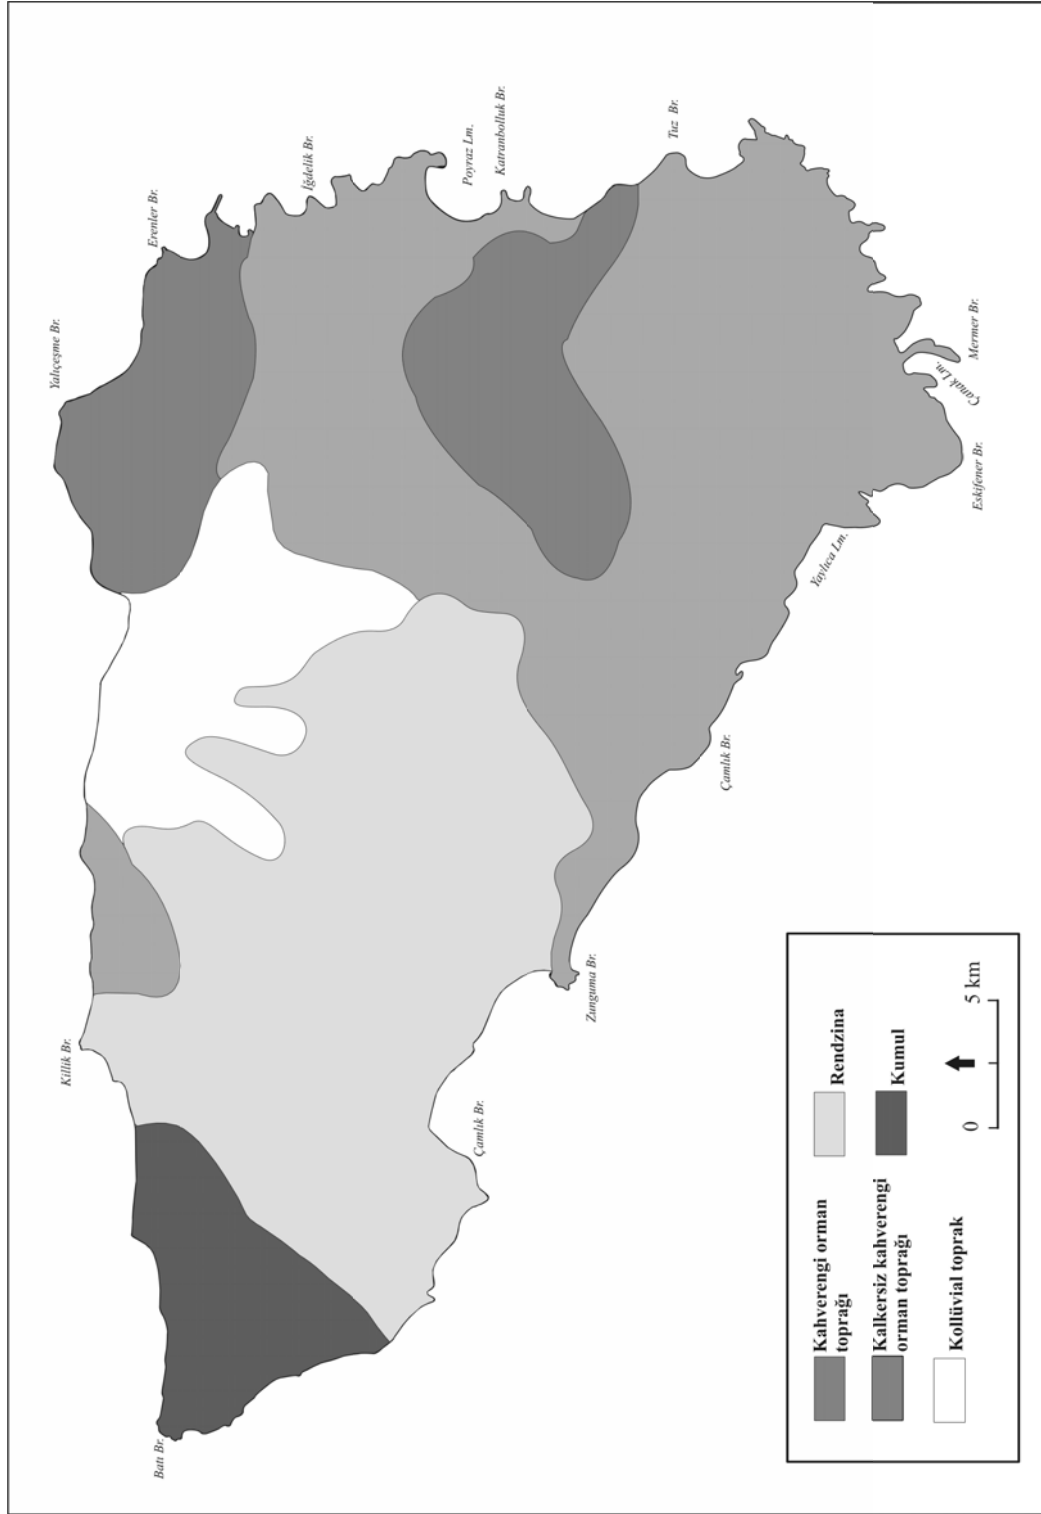 Batı Br.
Killik Br.
Yalıçeşme Br.
Erenler Br.
İğdelik Br.
Poyraz Lm.
Katranbolluk Br.
Tuz Br.
Mermer Br.
Çanak Lm.
Eskifener Br.
Yaylıca Lm.
Çamlık Br.
Zunguma Br.
Çamlık Br.
Kahverengi orman
toprağı
Kalkersiz kahverengi
orman toprağı
Kollüvial toprak
Rendzina
Kumul
0 5 km